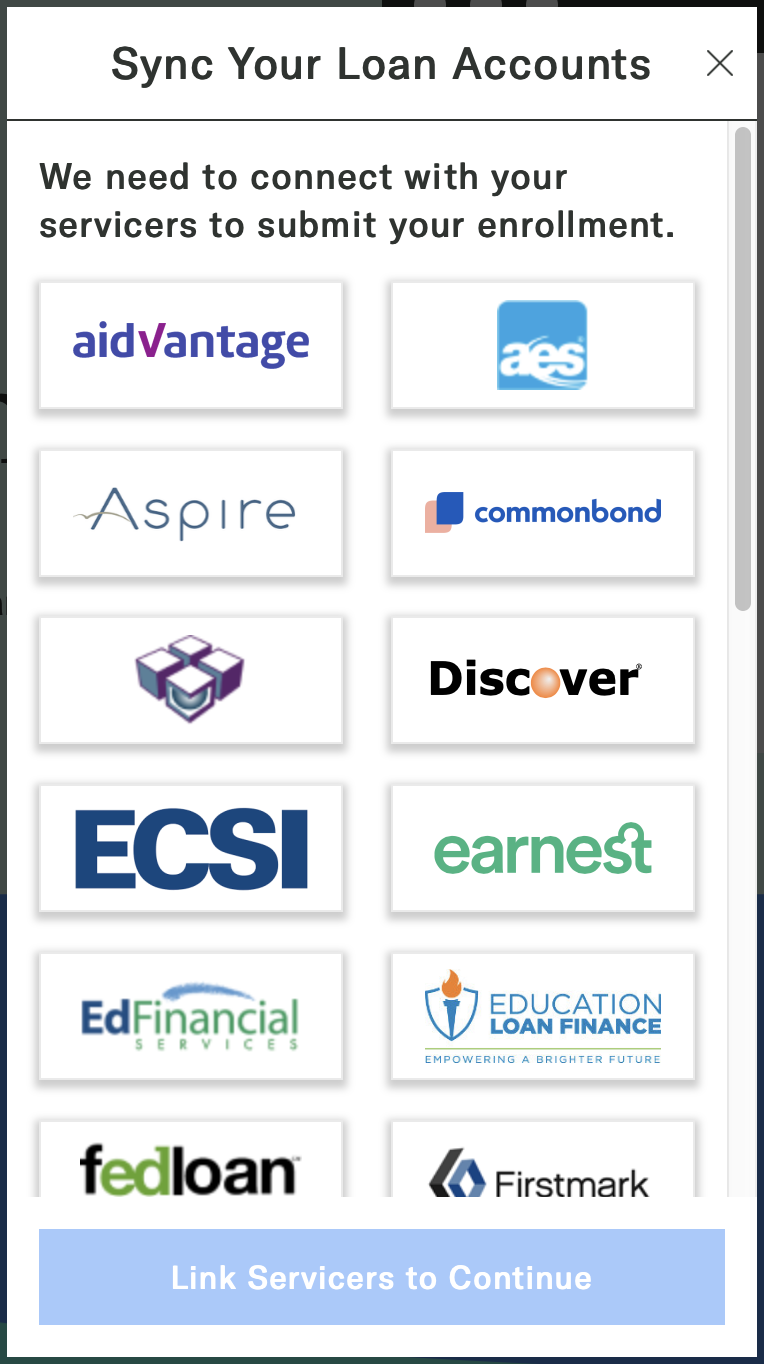 Sync Your Loan Accounts
We need to connect with your
servicers to submit your enrollment.
aidvantage
aes
Aspire
commonbond
Discover®
ECSI
earnest
EdFinancial
SERVICES
EDUCATION
LOAN FINANCE
EMPOWERING A BRIGHTER FUTURE
fedloan
Firstmark
Link Servicers to Continue